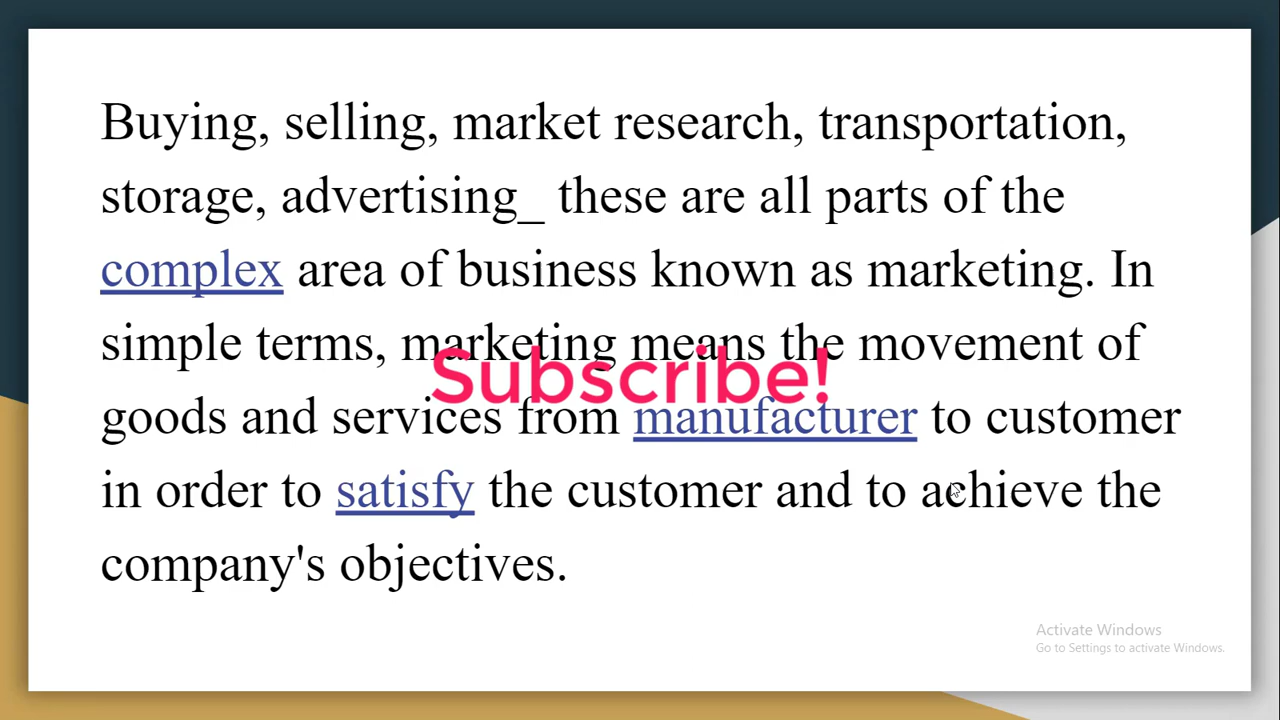 Buying, selling, market research, transportation,
storage, advertising_ these are all parts of the
complex area of business known as marketing. In
simple terms, marketing means the movement of
Subscribe!
goods and services from manufacturer to customer
in order to satisfy the customer and to achieve the
company's objectives.
Activate Windows
Go to Settings to activate Windows.